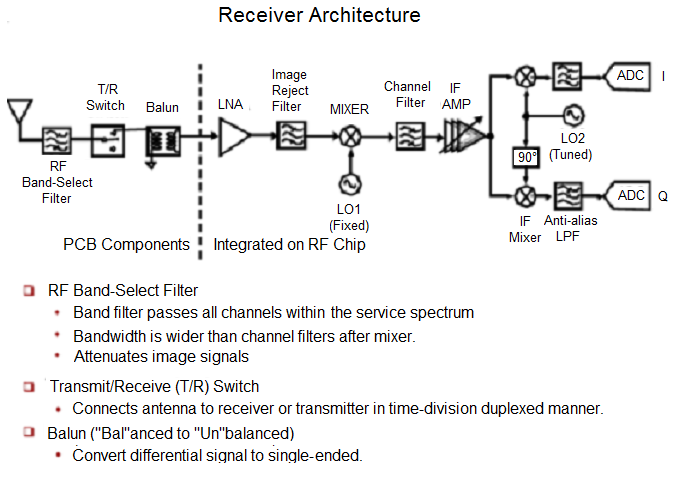 Receiver Architecture
T/R
Switch
Balun
LNA
Image
Reject
Filter
MIXER
Channel
Filter
IF
AMP
ADC
I
RF
Band-Select
Filter
LO1
(Fixed)
LO2
(Tuned)
90°
ADC
Q
IF
Mixer
Anti-alias
LPF
PCB Components
Integrated on RF Chip
RF Band-Select Filter
Band filter passes all channels within the service spectrum
Bandwidth is wider than channel filters after mixer.
Attenuates image signals
Transmit/Receive (T/R) Switch
Connects antenna to receiver or transmitter in time-division duplexed manner.
Balun ("Bal"anced to "Un"balanced)
Convert differential signal to single-ended.